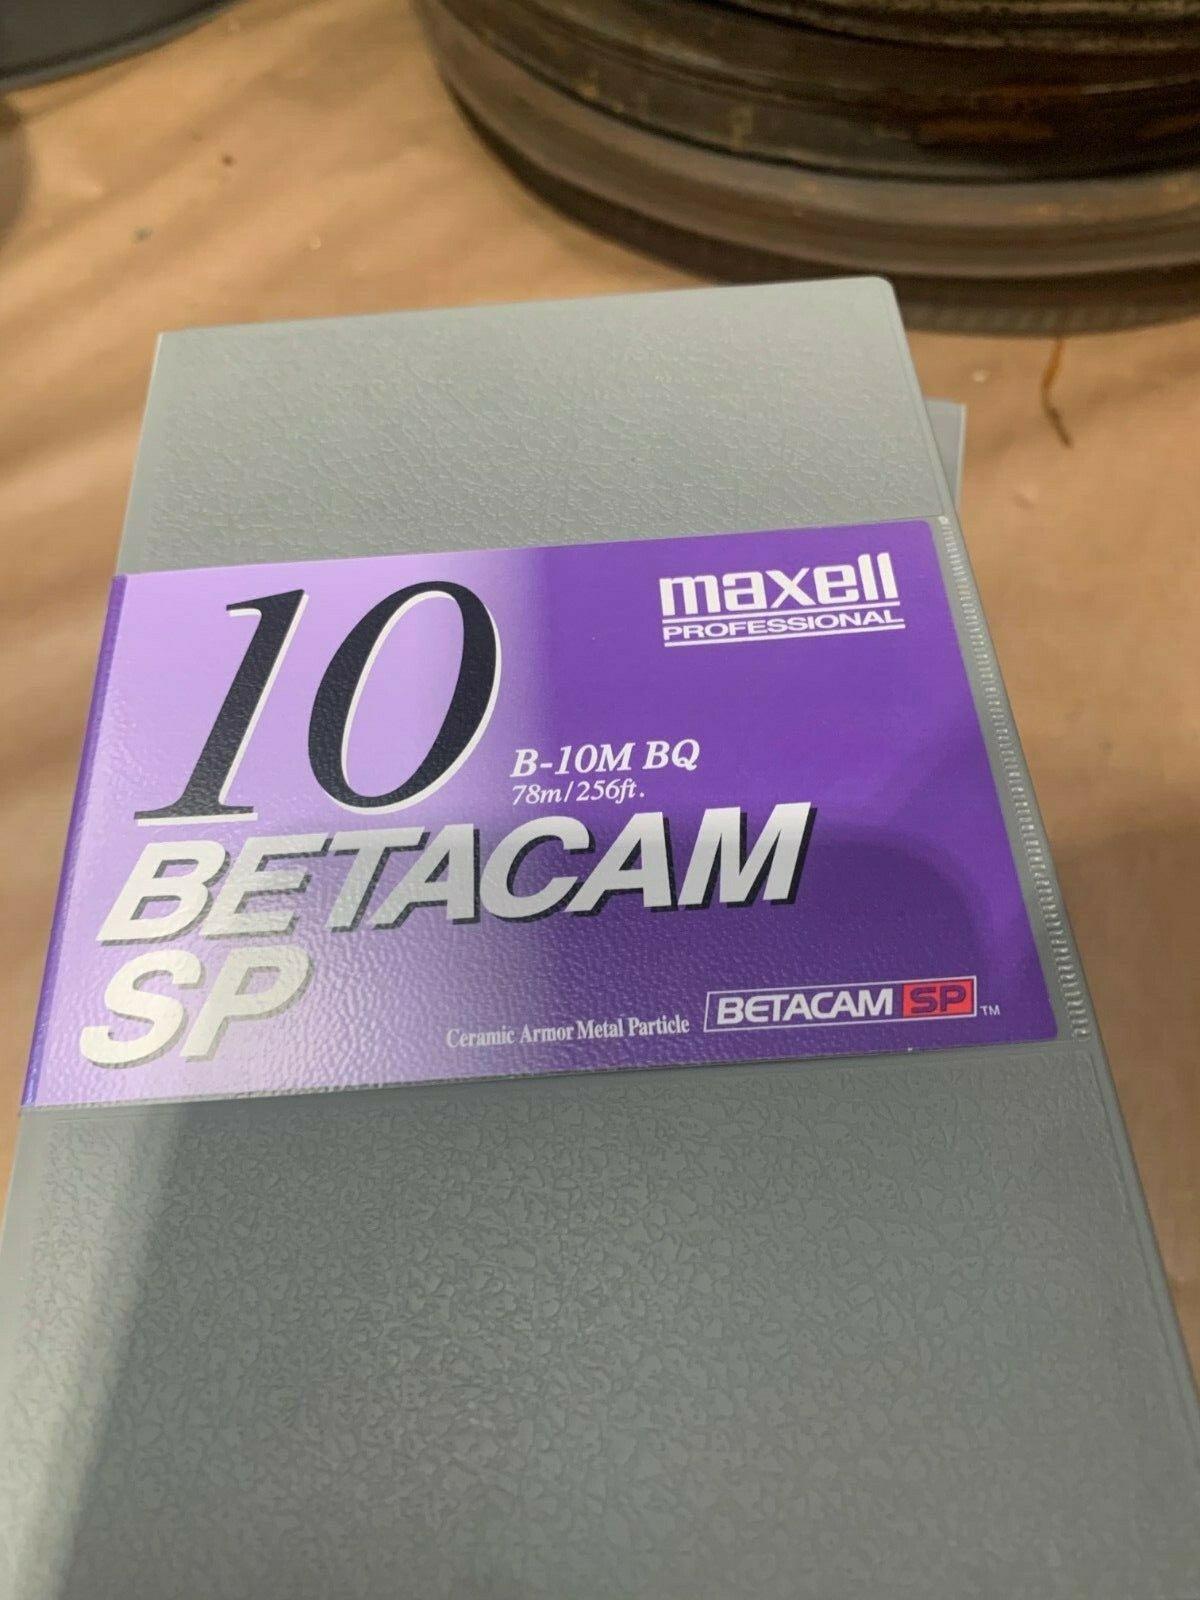 maxell
PROFESSIONAL
10
B-10M BQ
78m/256ft.
BETACAM
SP
Ceramic Armor Metal Particle
BETACAM SP ™